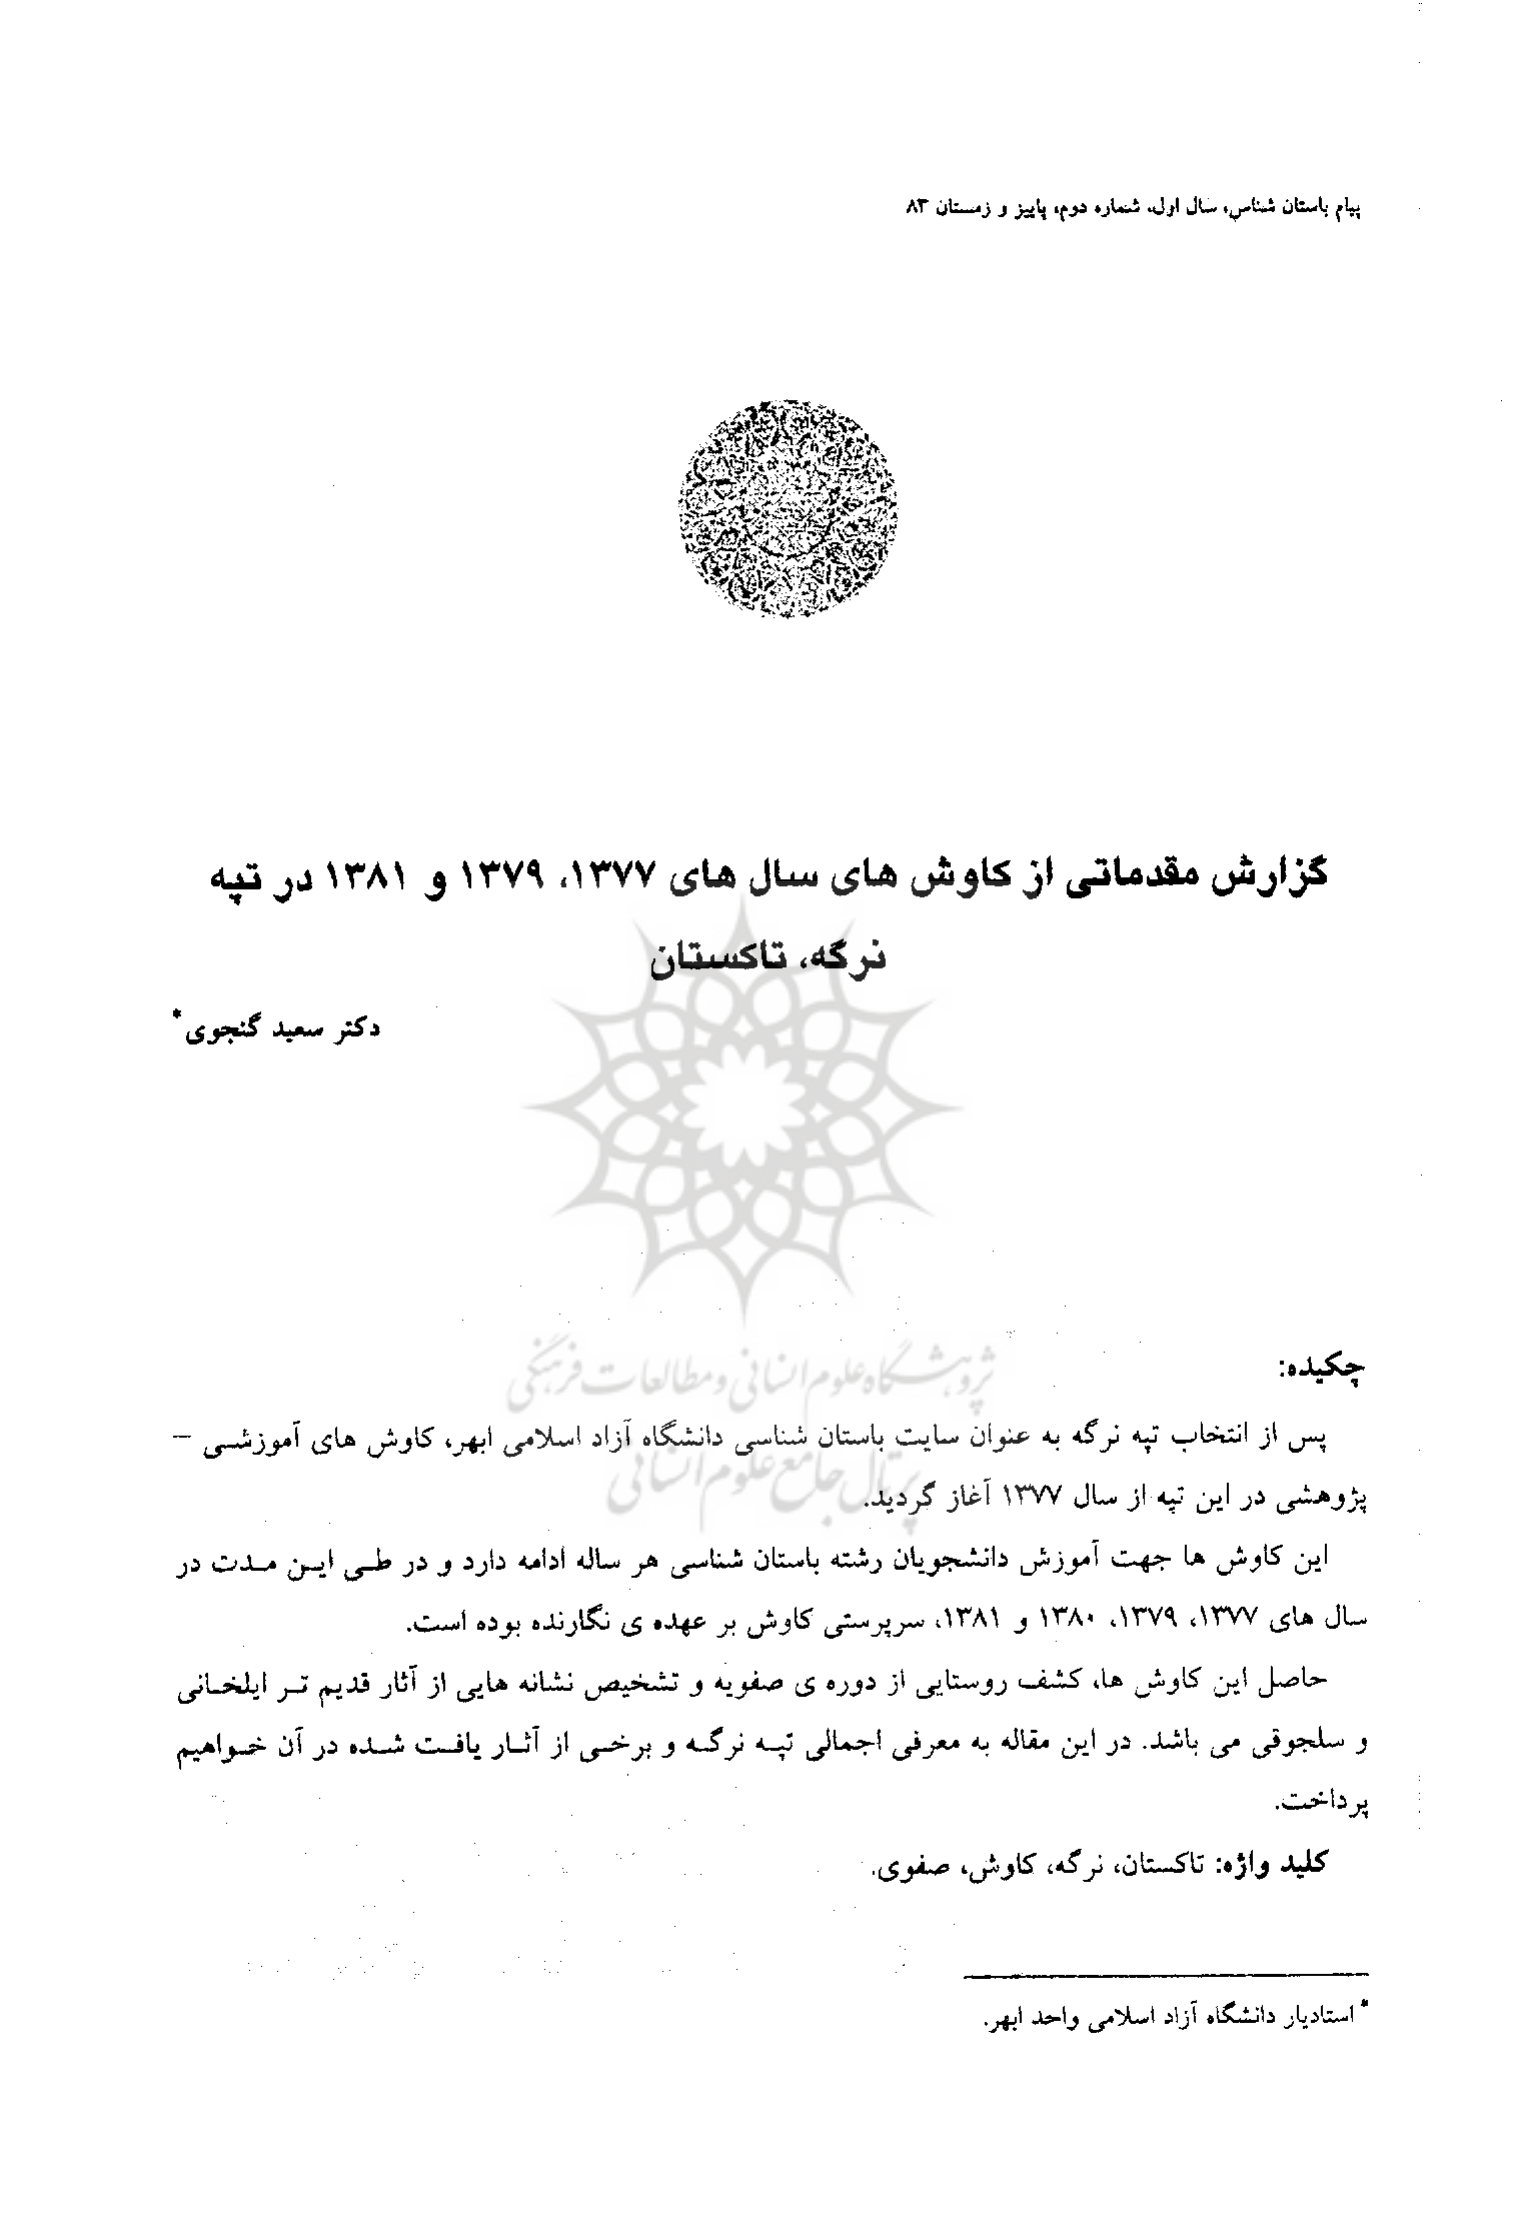 پیام باستان شناس، سال اول، شماره دوم، پاییز و زمستان ۸۳
گزارش مقدماتی از کاوش های سال های ۱۳۷۷، ۱۳۷۹ و ۱۳۸۱ در تپه
نرگه، تاکستان
دکتر سعید گنجوی*
پژوهشگاه علوم انسانی و مطالعات فرهنگی
چکیده:
پس از انتخاب تپه نرگه به عنوان سایت باستان شناسی دانشگاه آزاد اسلامی ابهر، کاوش های آموزشی –
پرتال جامع علوم انسانی
پژوهشی در این تپه از سال ۱۳۷۷ آغاز گردید.
این کاوش ها جهت آموزش دانشجویان رشته باستان شناسی هر ساله ادامه دارد و در طی این مدت در
سال های ۱۳۷۷، ۱۳۷۹، ۱۳۸۰ و ۱۳۸۱، سرپرستی کاوش بر عهده ی نگارنده بوده است.
حاصل این کاوش ها، کشف روستایی از دوره ی صفویه و تشخیص نشانه هایی از آثار قدیم تر ایلخانی
و سلجوقی می باشد. در این مقاله به معرفی اجمالی تپه نرگه و برخی از آثار یافت شده در آن خواهیم
پرداخت.
کلید واژه: تاکستان، نرگه، کاوش، صفوی.
* استادیار دانشگاه آزاد اسلامی واحد ابهر.